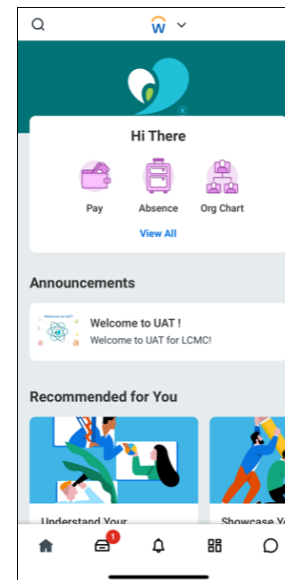 Hi There
Pay
Absence
Org Chart
View All
Announcements
Welcome to UAT !
Welcome to UAT for LCMC!
Recommended for You
Understand Your
Showcase Yo
1